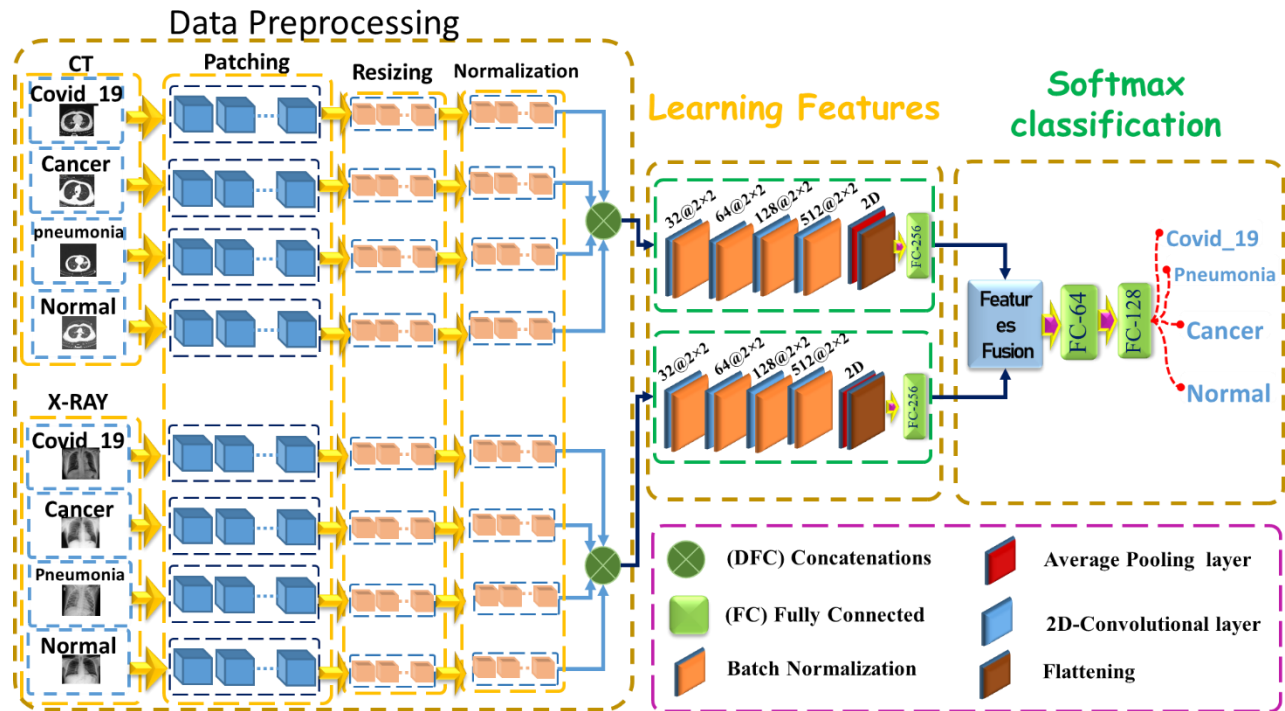 Data Preprocessing
CT
Patching
Resizing
Normalization
Covid_19
Cancer
pneumonia
Normal
X-RAY
Covid_19
Cancer
Pneumonia
Normal
Learning Features
32@2×2
64@2×2
128@2×2
512@2×2
2D
FC-256
32@2×2
64@2×2
128@2×2
512@2×2
2D
FC-256
Softmax
classification
Featur
es
Fusion
FC-64
FC-128
Covid_19
Pneumonia
Cancer
Normal
(DFC) Concatenations
Average Pooling layer
(FC) Fully Connected
2D-Convolutional layer
Batch Normalization
Flattening